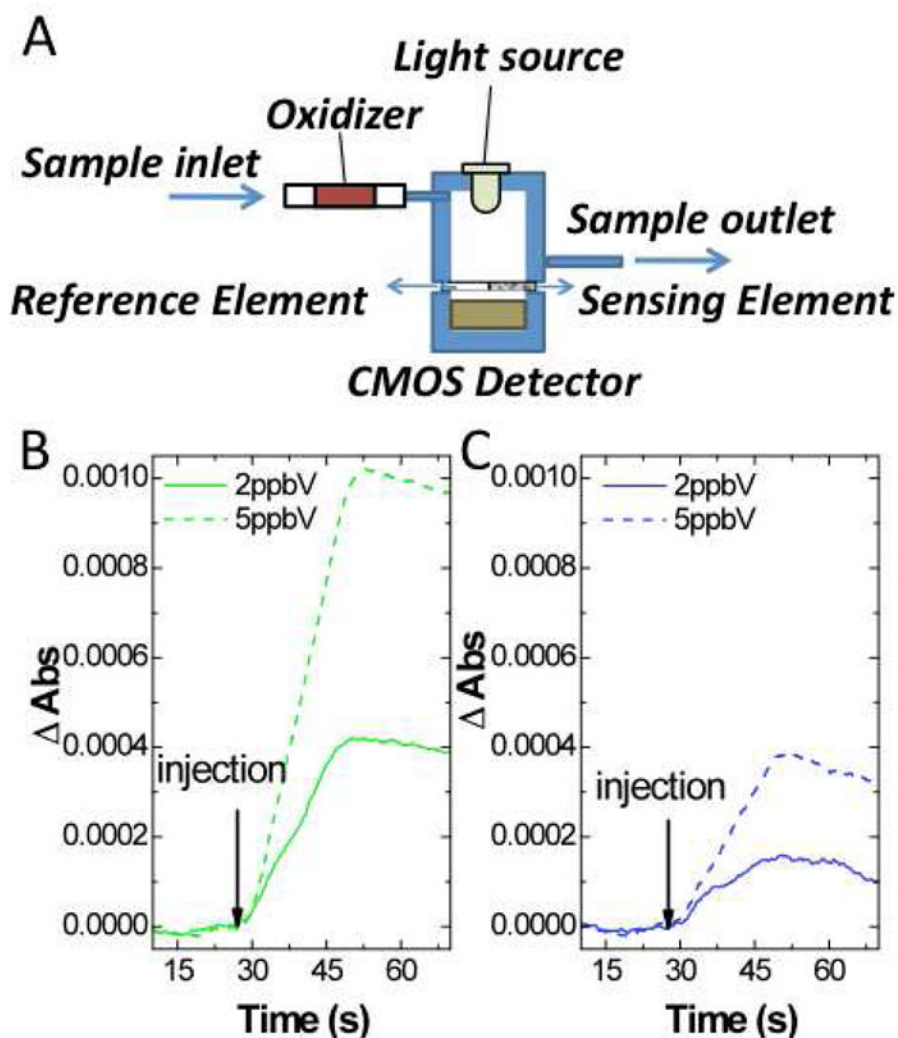 A
Light source
Oxidizer
Sample inlet
Sample outlet
Reference Element
Sensing Element
CMOS Detector
B
0.0010
0.0008
0.0006
0.0004
0.0002
0.0000
Δ Abs
2ppbV
5ppbV
injection
15 30 45 60
Time (s)
C
0.0010
0.0008
0.0006
0.0004
0.0002
0.0000
Δ Abs
2ppbV
5ppbV
injection
15 30 45 60
Time (s)